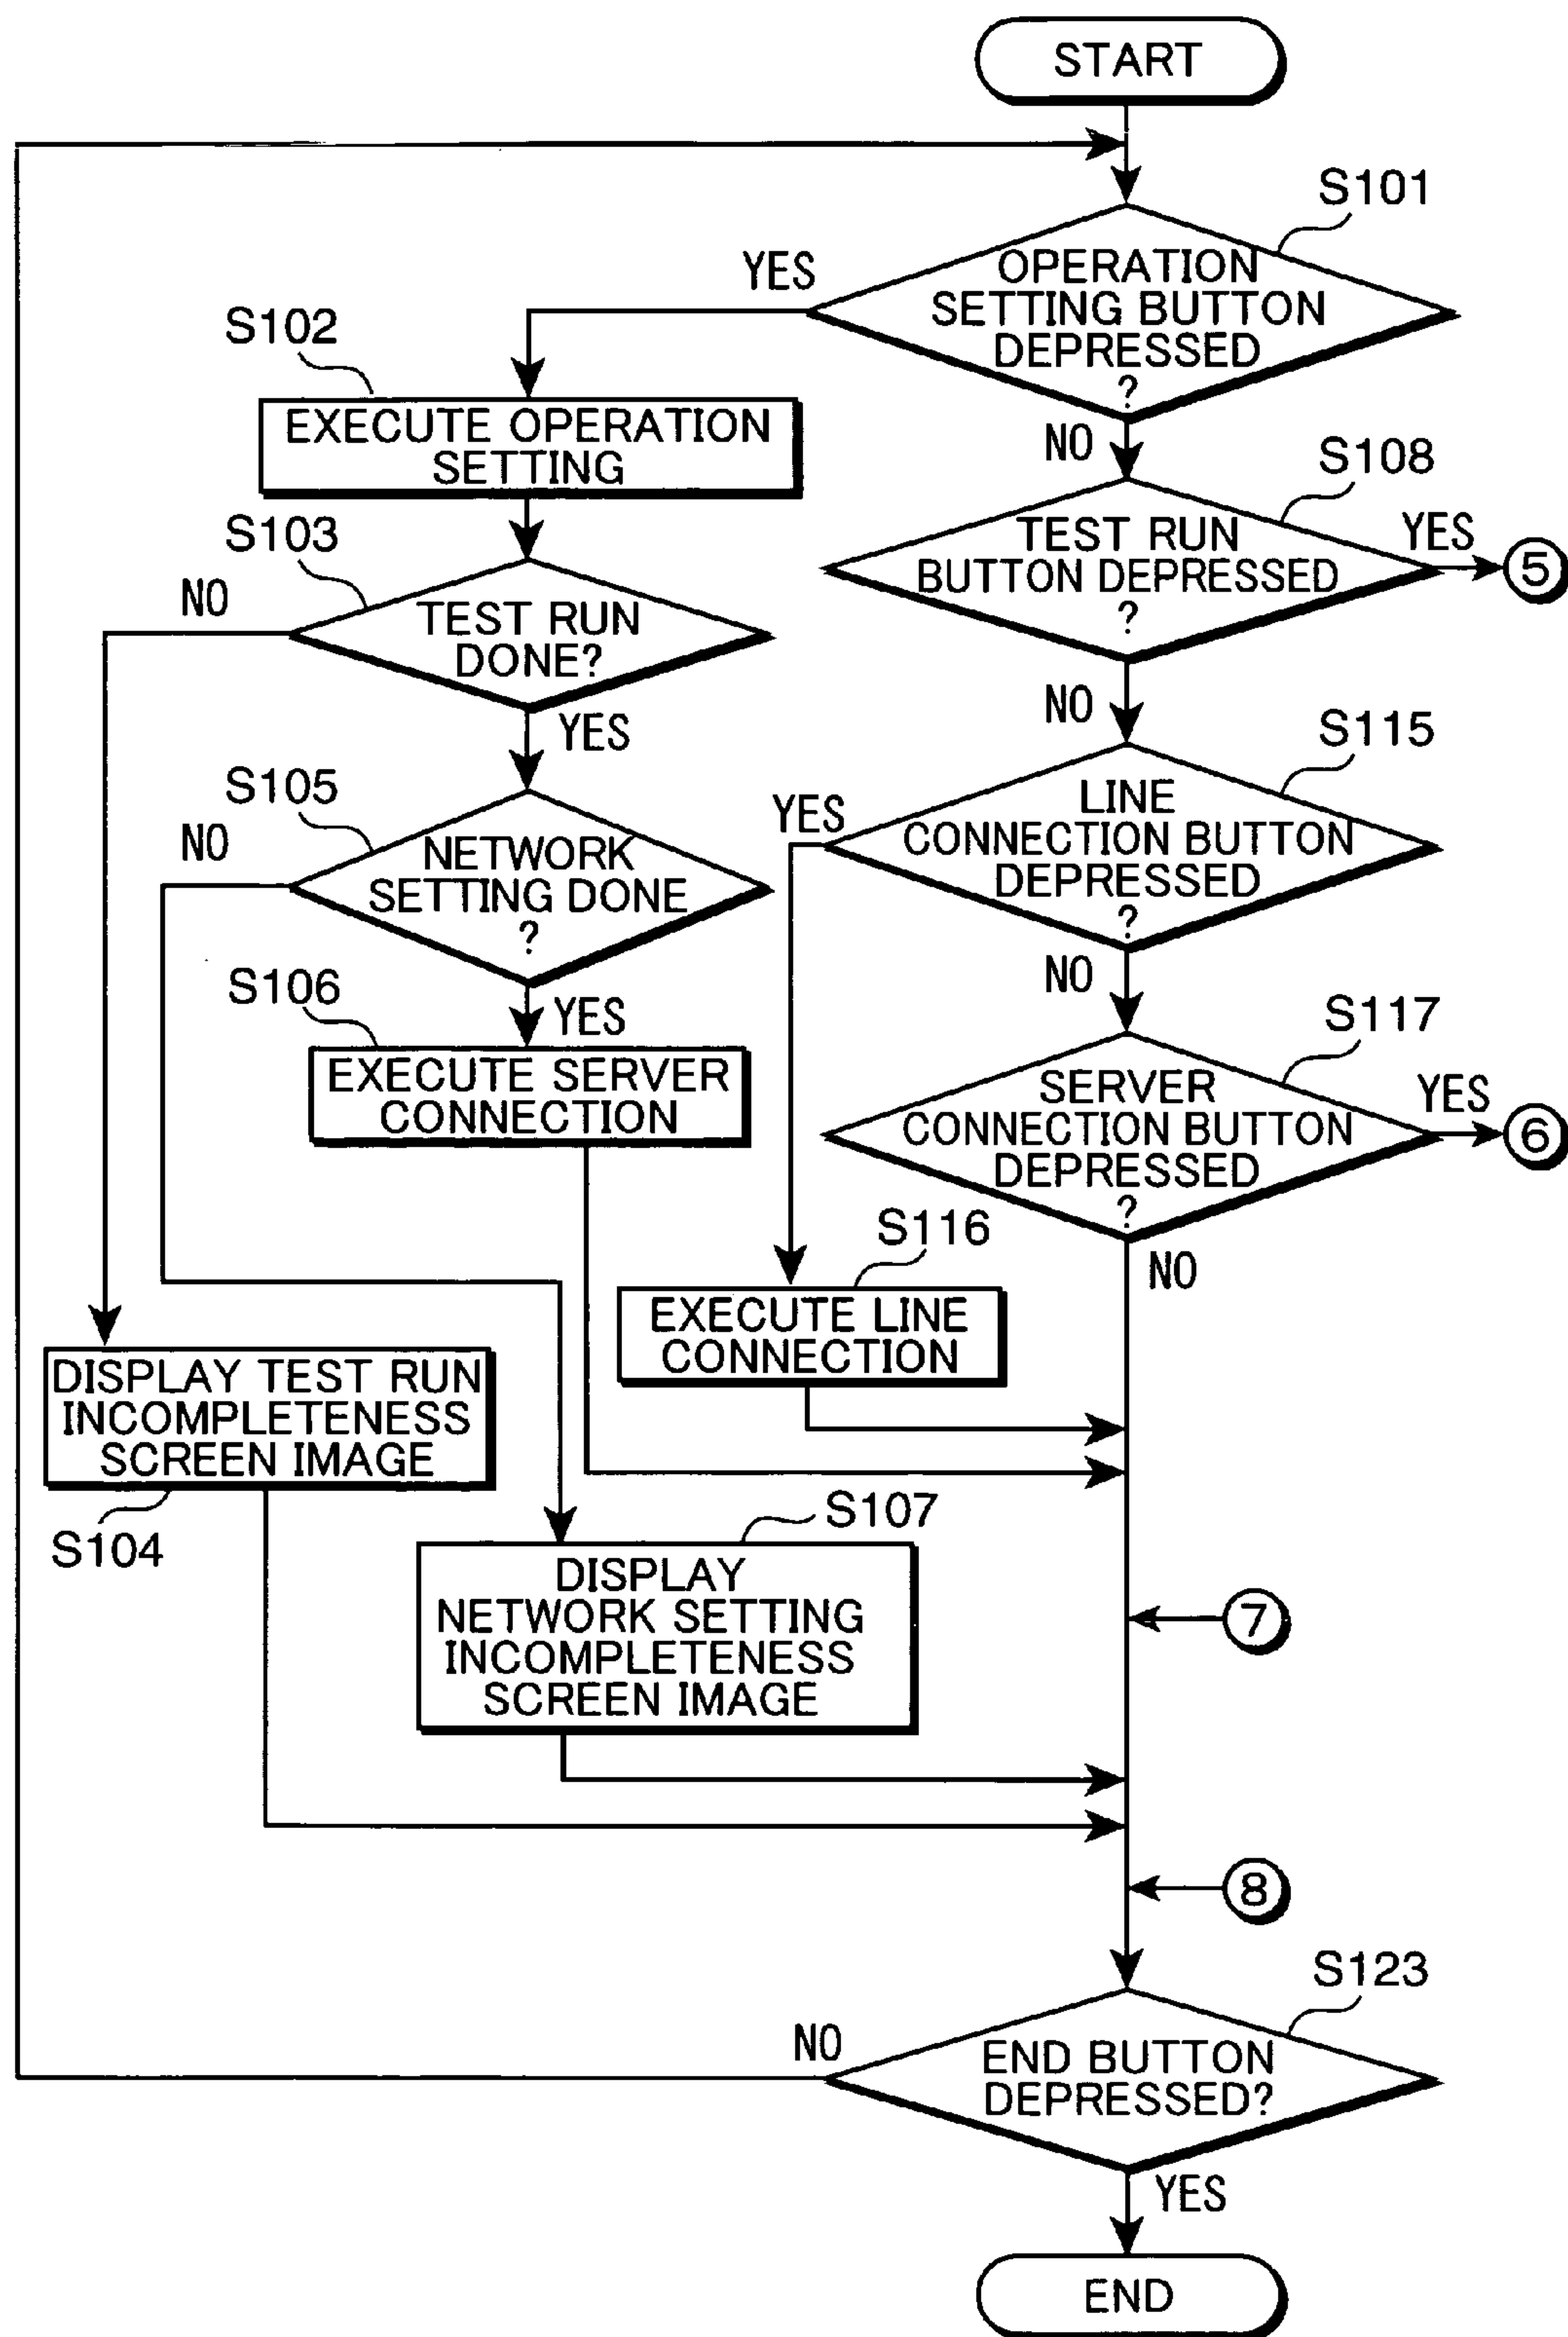 START
S101
YES
OPERATION
SETTING BUTTON
DEPRESSED
?
S102
EXECUTE OPERATION
SETTING
NO
S108
TEST RUN
BUTTON DEPRESSED
?
YES
5
S103
NO
TEST RUN
DONE?
YES
NO
S115
YES
LINE
CONNECTION BUTTON
DEPRESSED
?
S105
NO
NETWORK
SETTING DONE
?
NO
S106
YES
EXECUTE SERVER
CONNECTION
S117
SERVER
CONNECTION BUTTON
DEPRESSED
?
YES
6
NO
S116
EXECUTE LINE
CONNECTION
DISPLAY TEST RUN
INCOMPLETENESS
SCREEN IMAGE
S104
S107
DISPLAY
NETWORK SETTING
INCOMPLETENESS
SCREEN IMAGE
7
8
S123
NO
END BUTTON
DEPRESSED?
YES
END